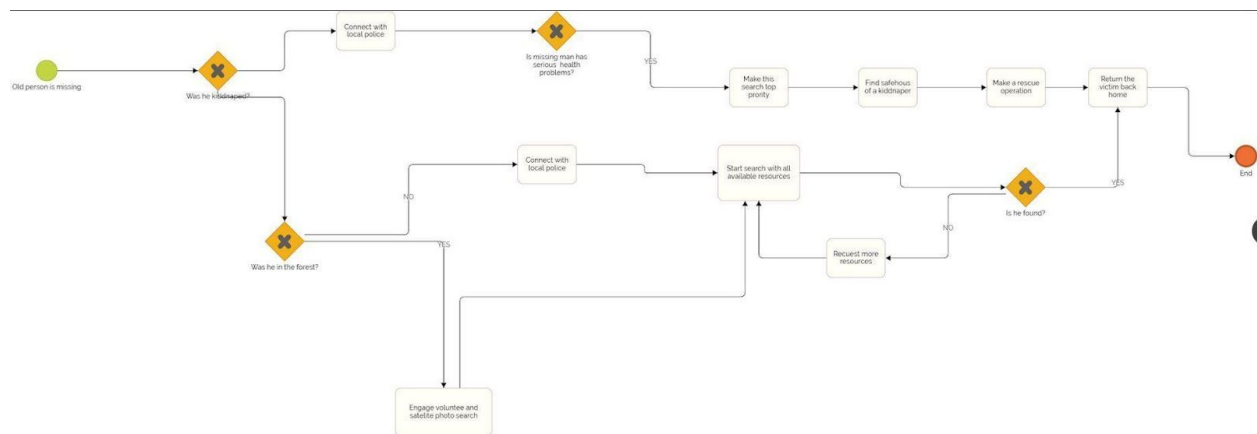 Connect with
local police
Is missing man has
serious health
problems?
YES
Old person is missing
Was he kiidnaped?
Make this
search top
prority
Find safehous
of a kiddnaper
Make a rescue
operation
Return the
victim back
home
Connect with
local police
Start search with all
available resources
End
NO
YES
Is he found?
NO
Was he in the forest?
YES
Recuest more
resources
Engage voluntee and
satelite photo search